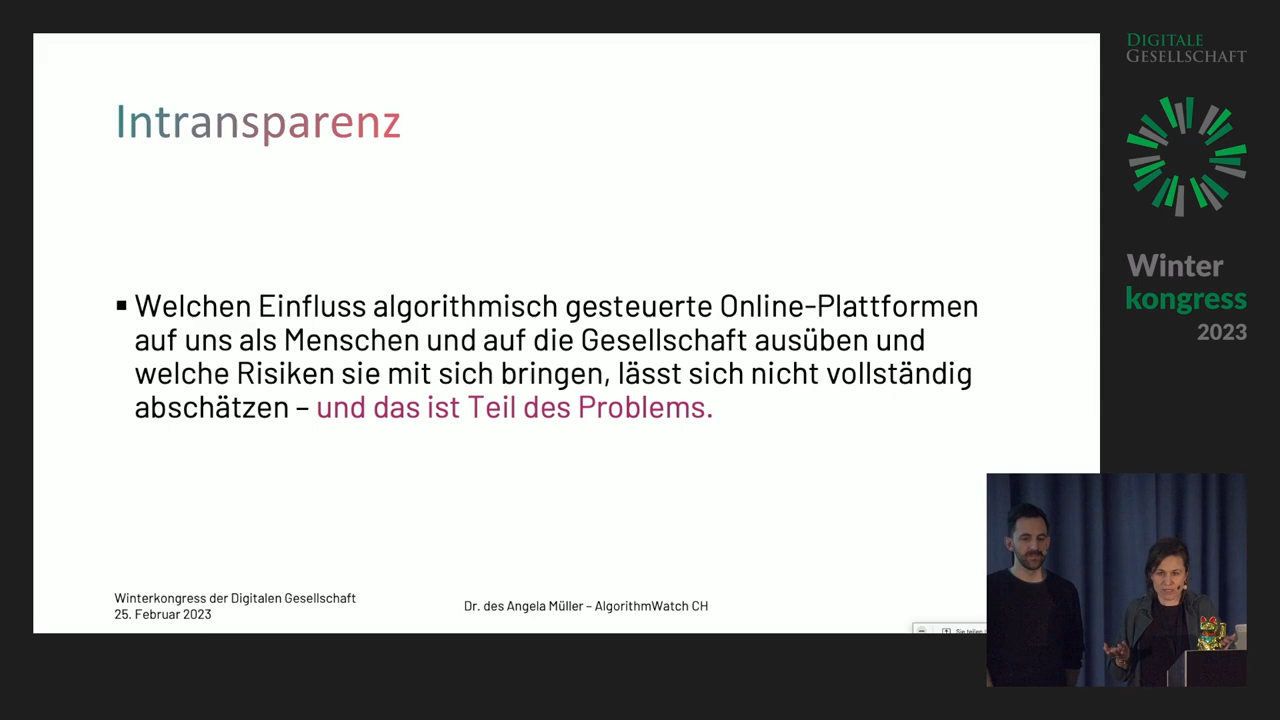 Intransparenz
▪ Welchen Einfluss algorithmisch gesteuerte Online-Plattformen
auf uns als Menschen und auf die Gesellschaft ausüben und
welche Risiken sie mit sich bringen, lässt sich nicht vollständig
abschätzen – und das ist Teil des Problems.
Winterkongress der Digitalen Gesellschaft
25. Februar 2023
Dr. des Angela Müller – AlgorithmWatch CH
Sie teilen
DIGITALE
GESELLSCHAFT
Winter
kongress
2023